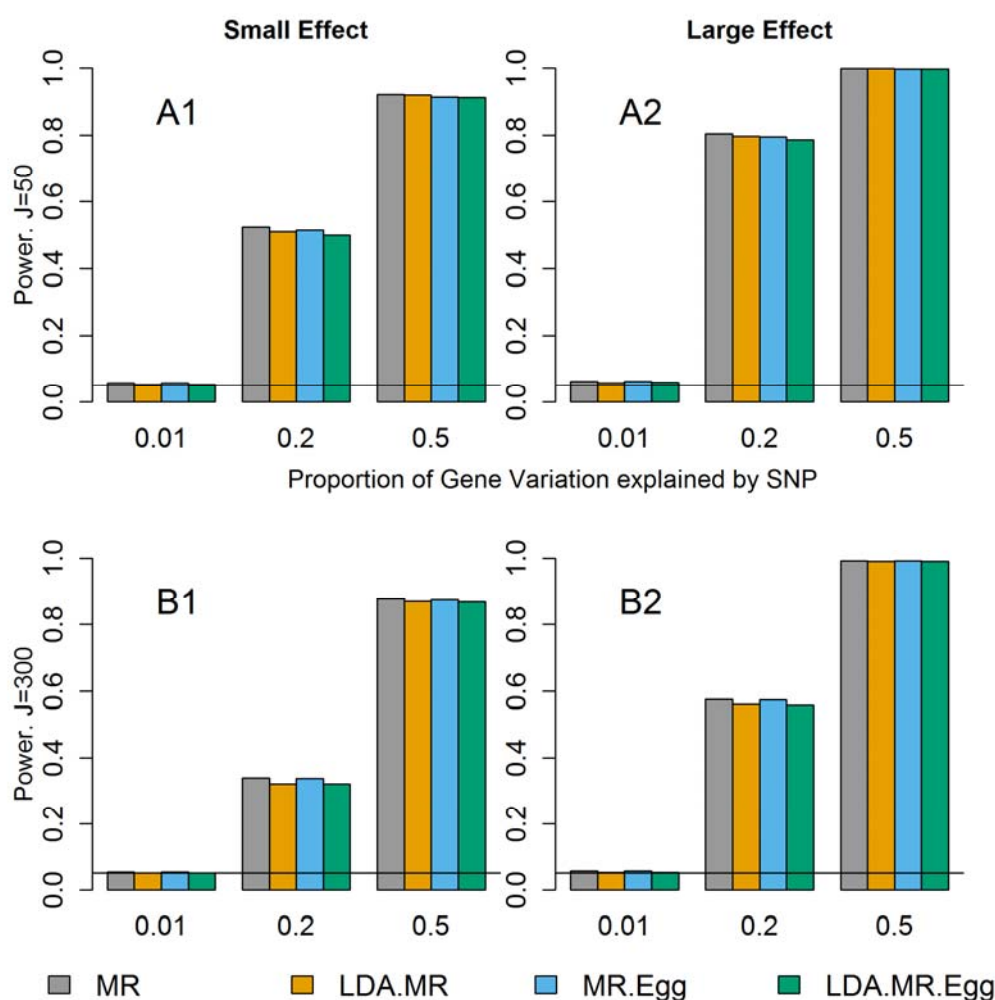 Small Effect
Large Effect
Power. J=50
0.0 0.2 0.4 0.6 0.8 1.0
A1
0.01 0.2 0.5
0.0 0.2 0.4 0.6 0.8 1.0
A2
0.01 0.2 0.5
Proportion of Gene Variation explained by SNP
Power. J=300
0.0 0.2 0.4 0.6 0.8 1.0
B1
0.01 0.2 0.5
0.0 0.2 0.4 0.6 0.8 1.0
B2
0.01 0.2 0.5
MR LDA.MR MR.Egg LDA.MR.Egg